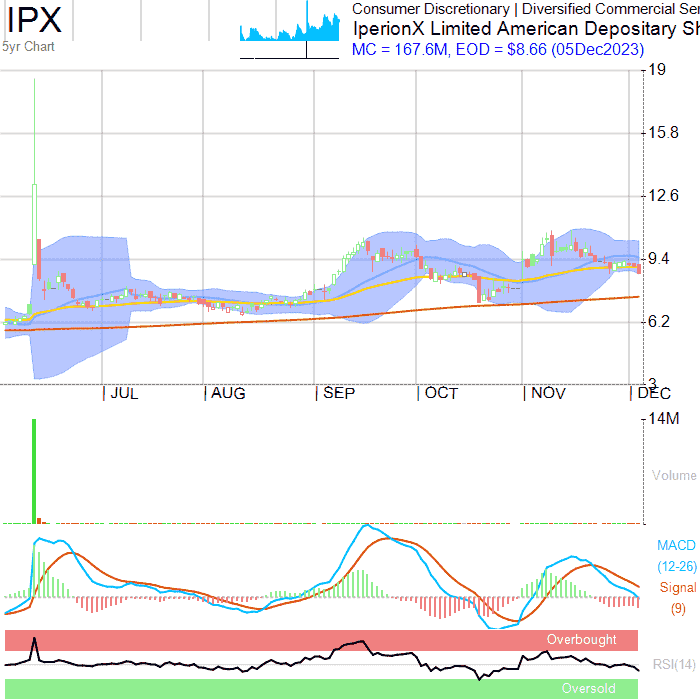 IPX
5yr Chart
Consumer Discretionary | Diversified Commercial Ser
IperionX Limited American Depositary Sh
MC = 167.6M, EOD = $8.66 (05Dec2023)
19
15.8
12.6
9.4
6.2
3
JUL AUG SEP OCT NOV DEC
14M
Volume
MACD
(12-26)
Signal
(9)
Overbought
RSI(14)
Oversold